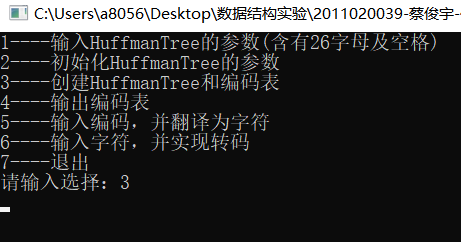 C:\Users\a8056\Desktop\数据结构实验\2011020039-蔡俊宇-
1----输入HuffmanTree的参数(含有26字母及空格)
2----初始化HuffmanTree的参数
3----创建HuffmanTree和编码表
4----输出编码表
5----输入编码，并翻译为字符
6----输入字符，并实现转码
7----退出
请输入选择：3